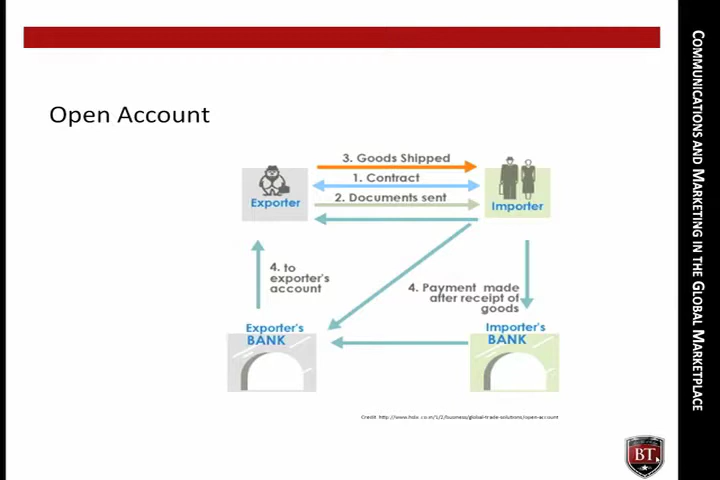 Open Account
3. Goods Shipped
1. Contract
2. Documents sent
Exporter
Importer
4. to
exporter's
account
4. Payment made
after receipt of
goods
Exporter's
BANK
Importer's
BANK
COMMUNICATIONS AND MARKETING IN THE GLOBAL MARKETPLACE
BT